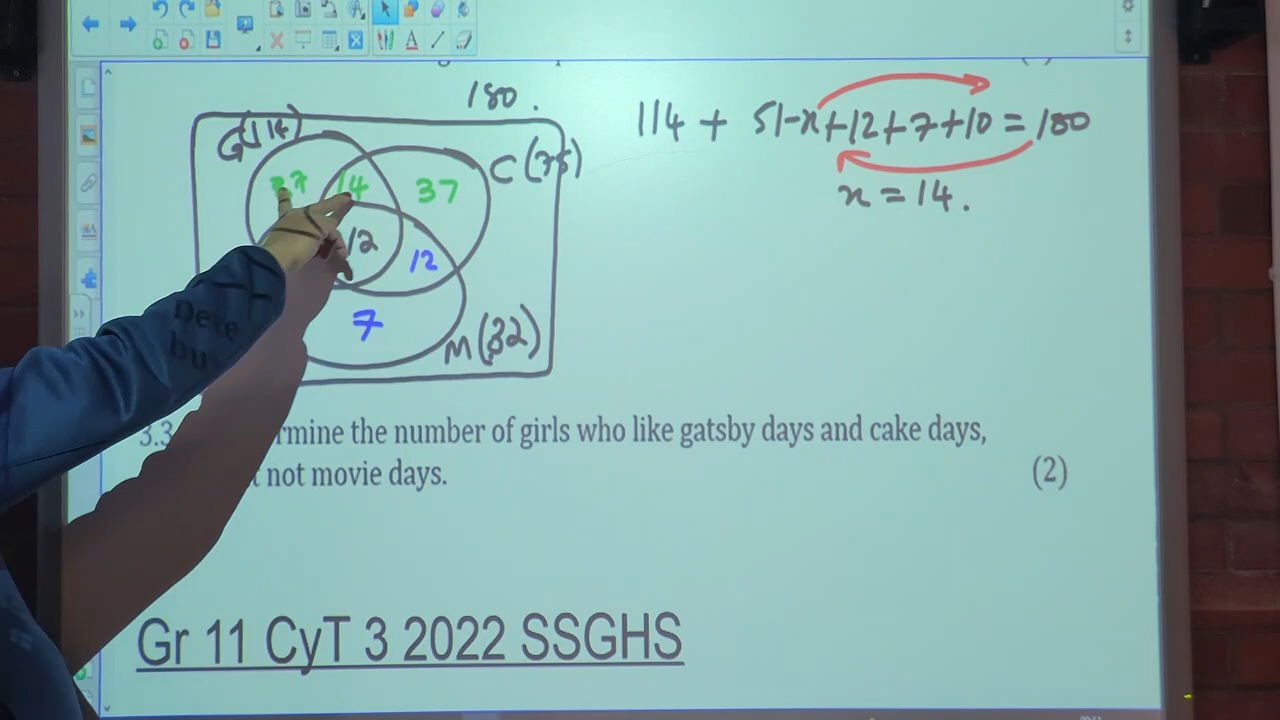 180.
114 + 51-x+12+7+10=180
x = 14.
G(114)
C(75)
14
37
12
12
7
M(32)
3.3
rmine the number of girls who like gatsby days and cake days,
not movie days.
(2)
Gr 11 CyT 3 2022 SSGHS